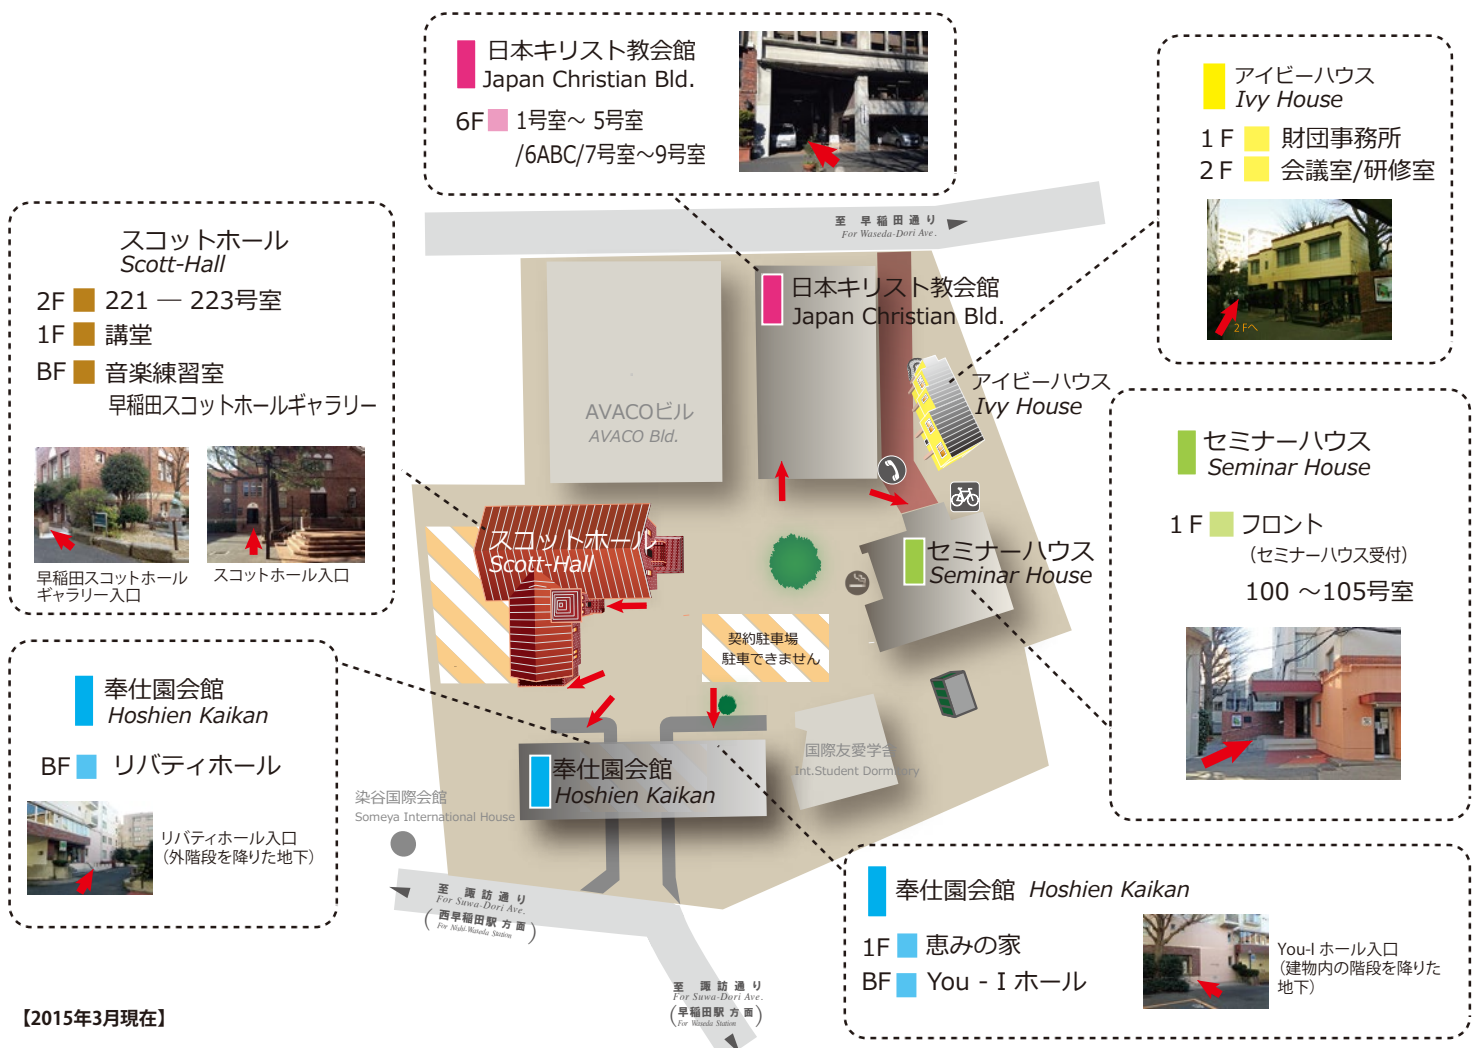 日本キリスト教会館
Japan Christian Bld.
6F 1号室～ 5号室
/6ABC/7号室～9号室
アイビーハウス
Ivy House
1 F 財団事務所
2 F 会議室/研修室
2 Fへ
スコットホール
Scott-Hall
2F 221 ― 223号室
1F 講堂
BF 音楽練習室
早稲田スコットホールギャラリー
早稲田スコットホール
ギャラリー入口
スコットホール入口
至 早稲田通り
For Waseda-Dori Ave.
日本キリスト教会館
Japan Christian Bld.
AVACOビル
AVACO Bld.
アイビーハウス
Ivy House
スコットホール
Scott-Hall
セミナーハウス
Seminar House
契約駐車場
駐車できません
セミナーハウス
Seminar House
1 F フロント
（セミナーハウス受付）
100 ～105号室
奉仕園会館
Hoshien Kaikan
BF リバティホール
リバティホール入口
（外階段を降りた地下）
奉仕園会館
Hoshien Kaikan
国際友愛学舎
Int.Student Dormitory
染谷国際会館
Someya International House
至 諏訪通り
For Suwa-Dori Ave.
（西早稲田駅 方面）
For Nishi-Waseda Station
至 諏訪通り
For Suwa-Dori Ave.
（早稲田駅 方面）
For Waseda Station
奉仕園会館 Hoshien Kaikan
1F 恵みの家
BF You - I ホール
You-I ホール入口
（建物内の階段を降りた
地下）
【2015年3月現在】